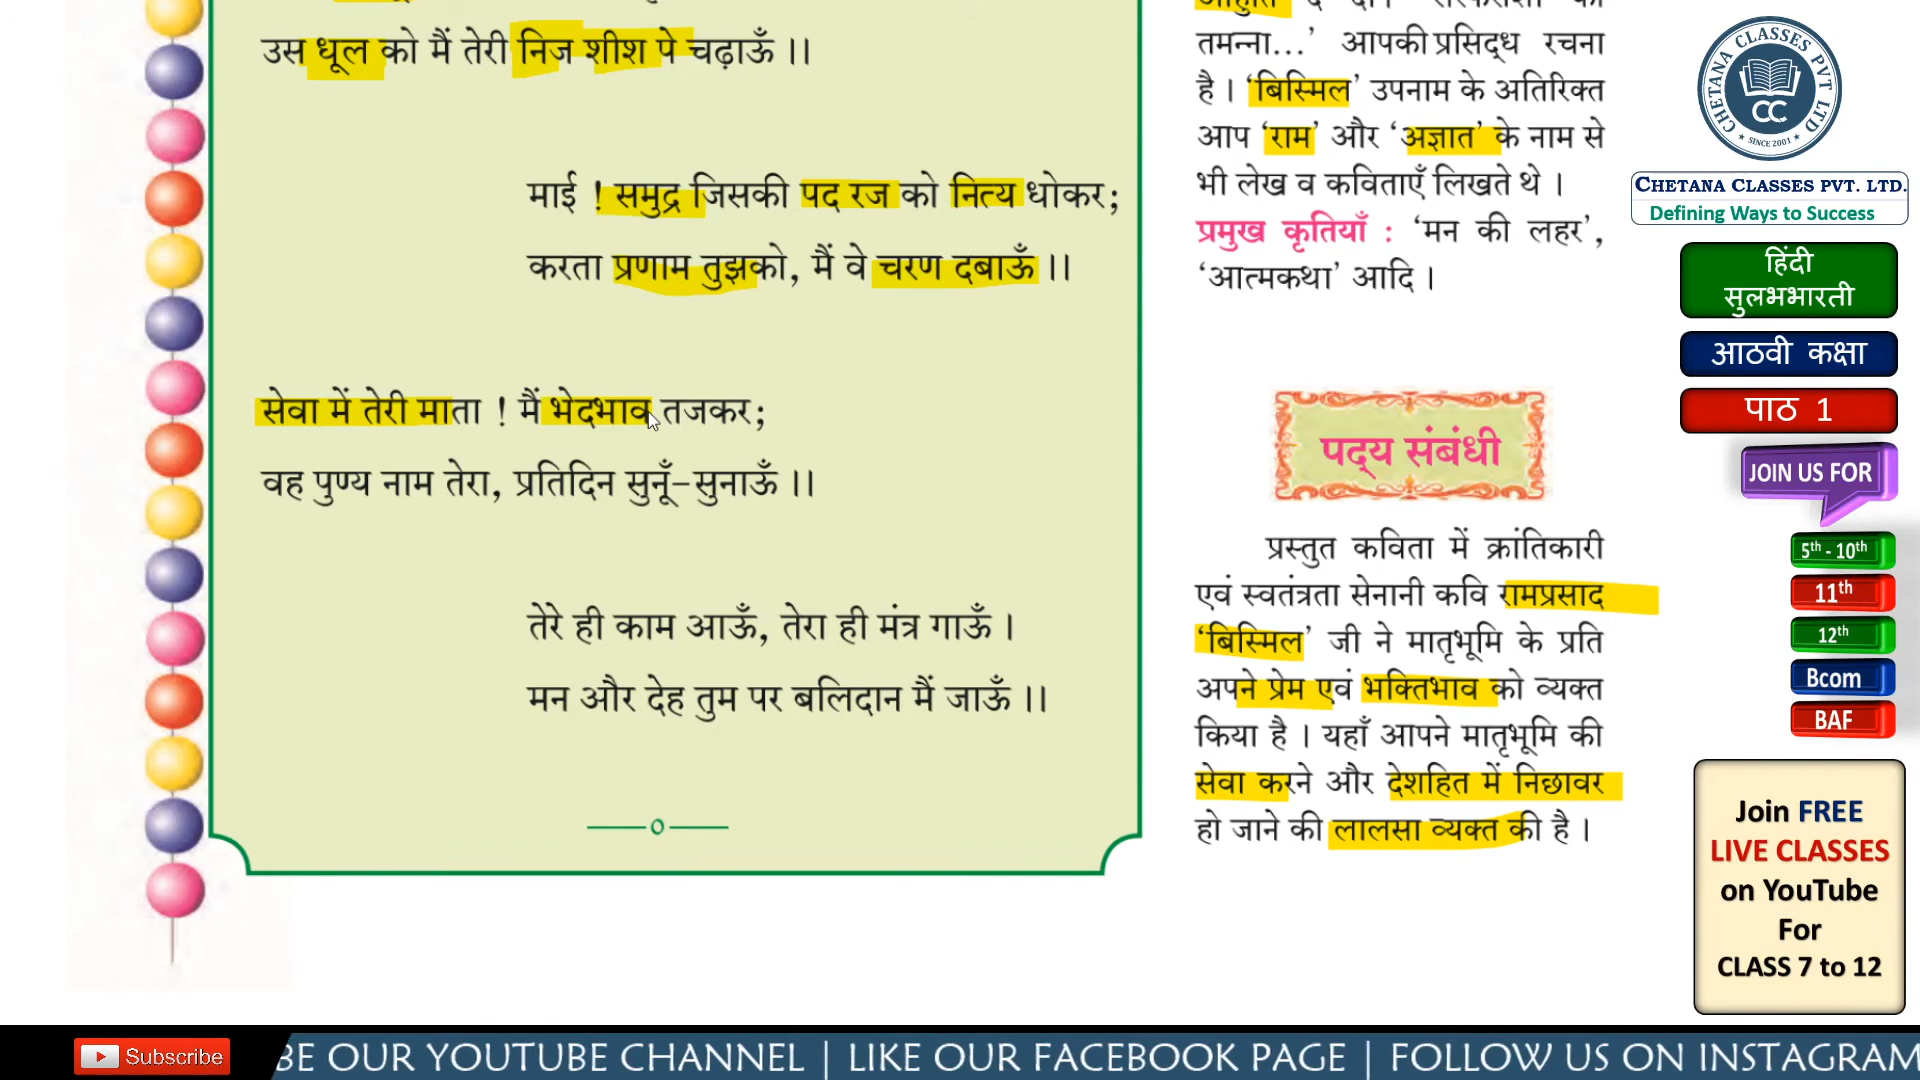 उस धूल को मैं तेरी निज शीश पे चढ़ाऊँ ।।
माई ! समुद्र जिसकी पद रज को नित्य धोकर;
करता प्रणाम तुझको, मैं वे चरण दबाऊँ ।।
सेवा में तेरी माता ! मैं भेदभाव तजकर;
वह पुण्य नाम तेरा, प्रतिदिन सुनूँ-सुनाऊँ ।।
तेरे ही काम आऊँ, तेरा ही मंत्र गाऊँ ।
मन और देह तुम पर बलिदान मैं जाऊँ ।।
तमन्ना...’ आपकी प्रसिद्ध रचना
है । ‘बिस्मिल’ उपनाम के अतिरिक्त
आप ‘राम’ और ‘अज्ञात’ के नाम से
भी लेख व कविताएँ लिखते थे ।
प्रमुख कृतियाँ : ‘मन की लहर’,
‘आत्मकथा’ आदि ।
पद्य संबंधी
प्रस्तुत कविता में क्रांतिकारी
एवं स्वतंत्रता सेनानी कवि रामप्रसाद
‘बिस्मिल’ जी ने मातृभूमि के प्रति
अपने प्रेम एवं भक्तिभाव को व्यक्त
किया है । यहाँ आपने मातृभूमि की
सेवा करने और देशहित में निछावर
हो जाने की लालसा व्यक्त की है ।
CHETANA CLASSES PVT LTD
CC
SINCE 2001
CHETANA CLASSES PVT. LTD.
Defining Ways to Success
हिंदी
सुलभभारती
आठवी कक्षा
पाठ 1
JOIN US FOR
5th - 10th
11th
12th
Bcom
BAF
Join FREE
LIVE CLASSES
on YouTube
For
CLASS 7 to 12
Subscribe
BE OUR YOUTUBE CHANNEL | LIKE OUR FACEBOOK PAGE | FOLLOW US ON INSTAGRAM